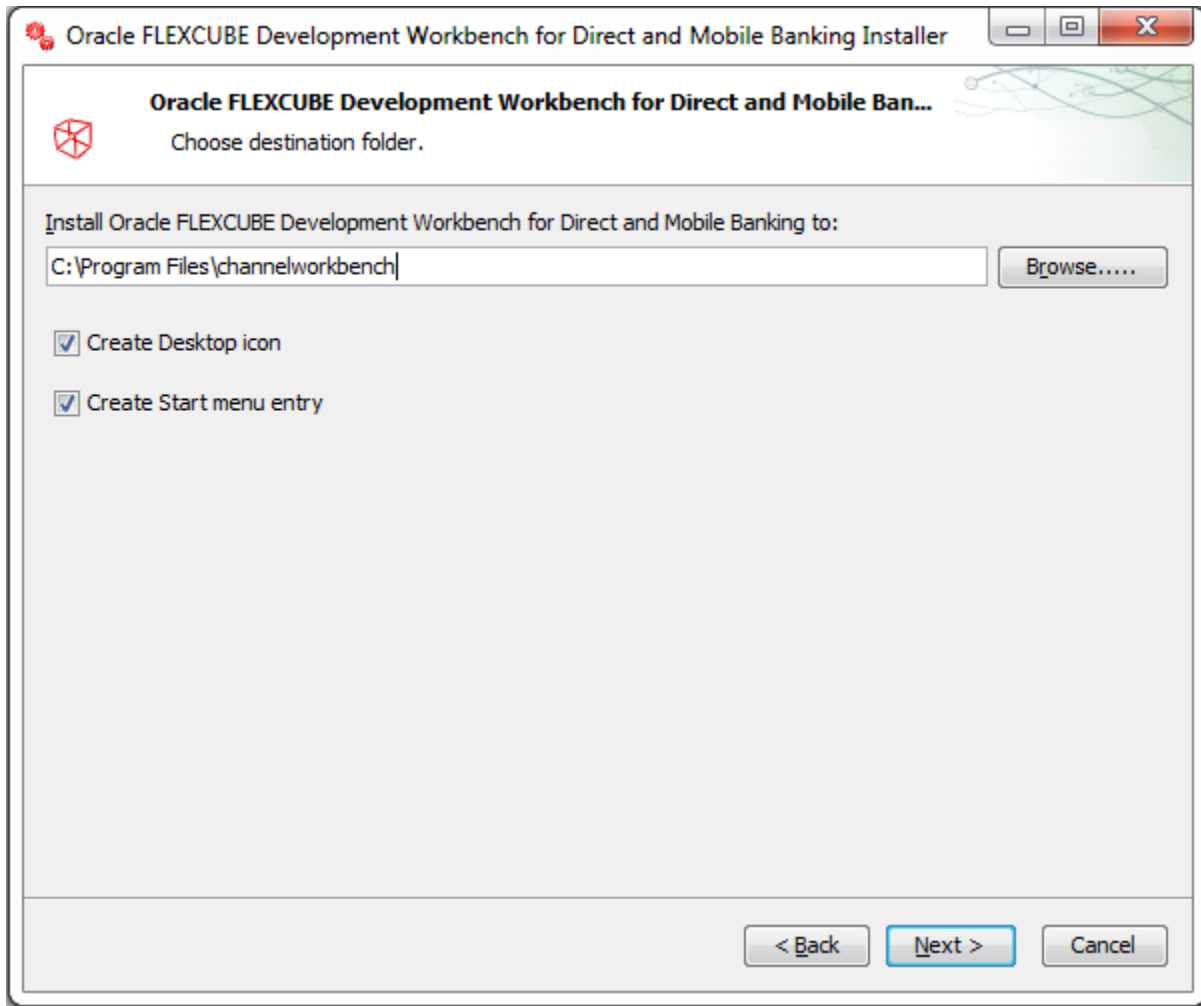 Oracle FLEXCUBE Development Workbench for Direct and Mobile Banking Installer
Oracle FLEXCUBE Development Workbench for Direct and Mobile Ban...
Choose destination folder.
Install Oracle FLEXCUBE Development Workbench for Direct and Mobile Banking to:
C:\Program Files\channelworkbench
Browse.....
Create Desktop icon
Create Start menu entry
< Back
Next >
Cancel